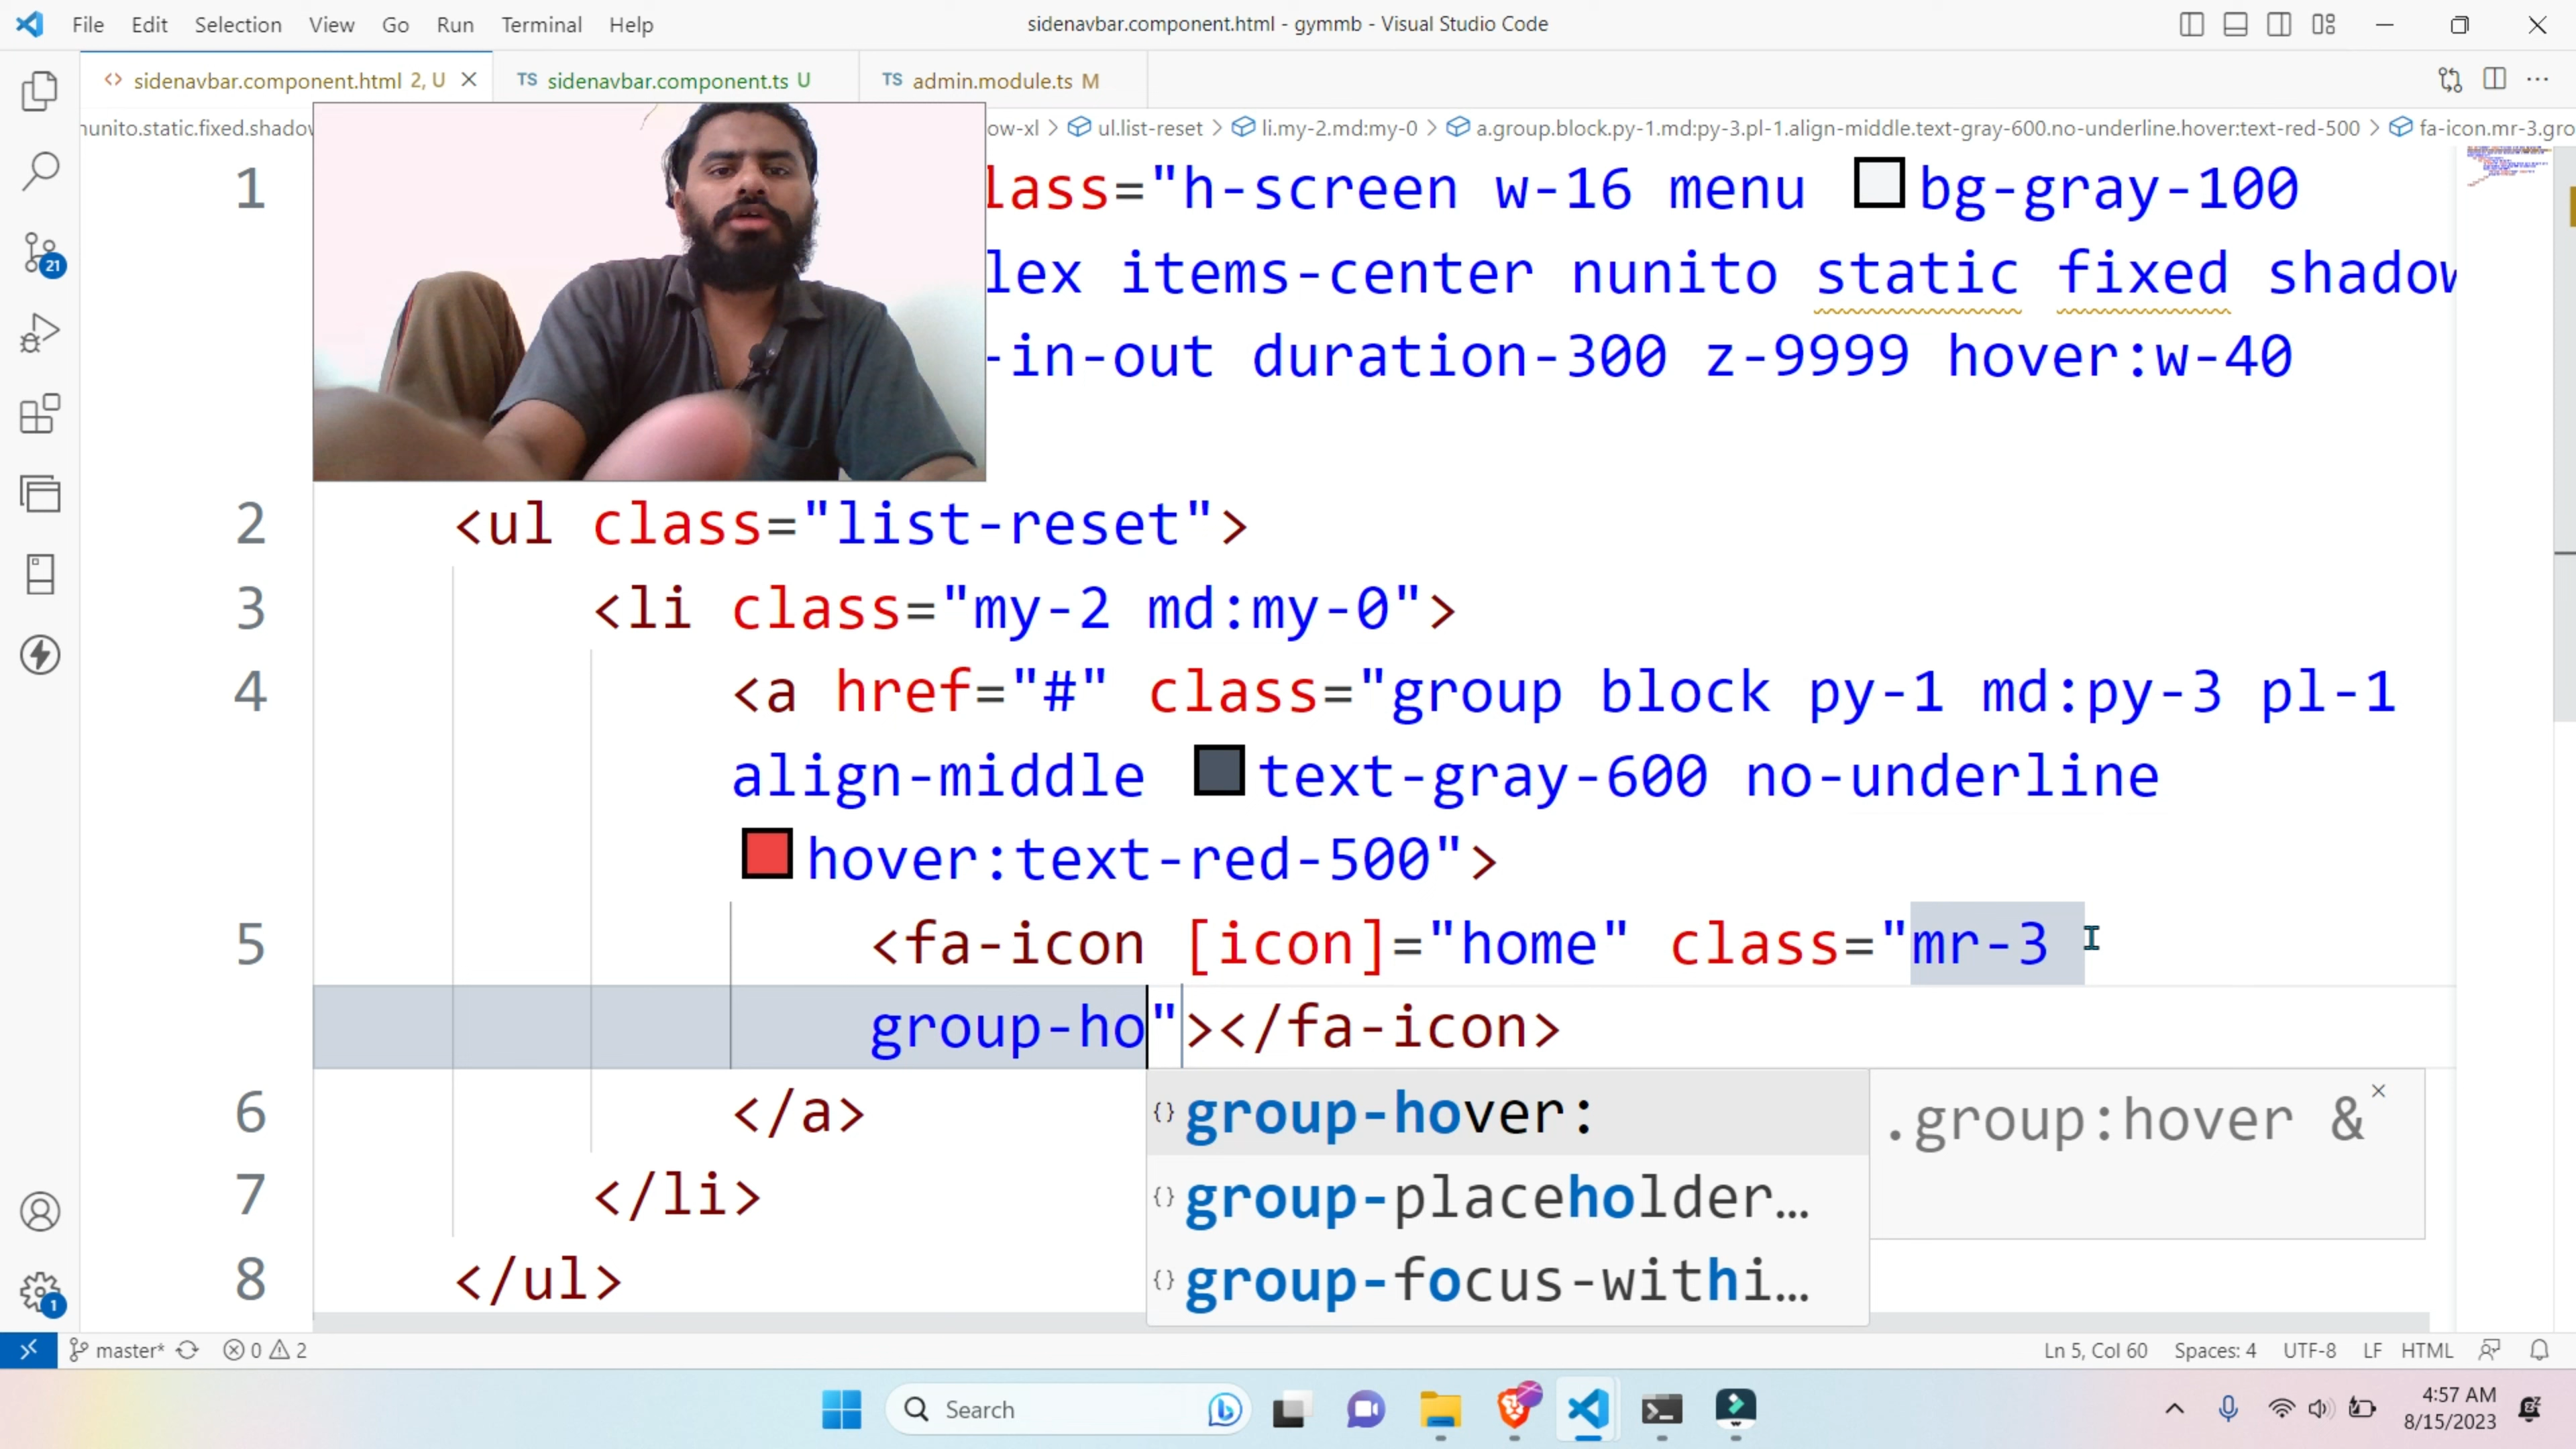 File Edit Selection View Go Run Terminal Help
sidenavbar.component.html - gymmb - Visual Studio Code
<> sidenavbar.component.html 2, U
TS sidenavbar.component.ts U
TS admin.module.ts M
nunito.static.fixed.shadow
ow-xl > ul.list-reset > li.my-2.md:my-0 > a.group.block.py-1.md:py-3.pl-1.align-middle.text-gray-600.no-underline.hover:text-red-500 > fa-icon.mr-3.gro
21
1 lass="h-screen w-16 menu bg-gray-100
lex items-center nunito static fixed shadow
-in-out duration-300 z-9999 hover:w-40
2 <ul class="list-reset">
3 <li class="my-2 md:my-0">
4 <a href="#" class="group block py-1 md:py-3 pl-1
align-middle text-gray-600 no-underline
hover:text-red-500">
5 <fa-icon [icon]="home" class="mr-3
group-ho"></fa-icon>
6 </a>
7 </li>
8 </ul>
{} group-hover:
{} group-placeholder…
{} group-focus-withi…
.group:hover &
1
master* 0 2
Ln 5, Col 60 Spaces: 4 UTF-8 LF HTML
Search
4:57 AM
8/15/2023